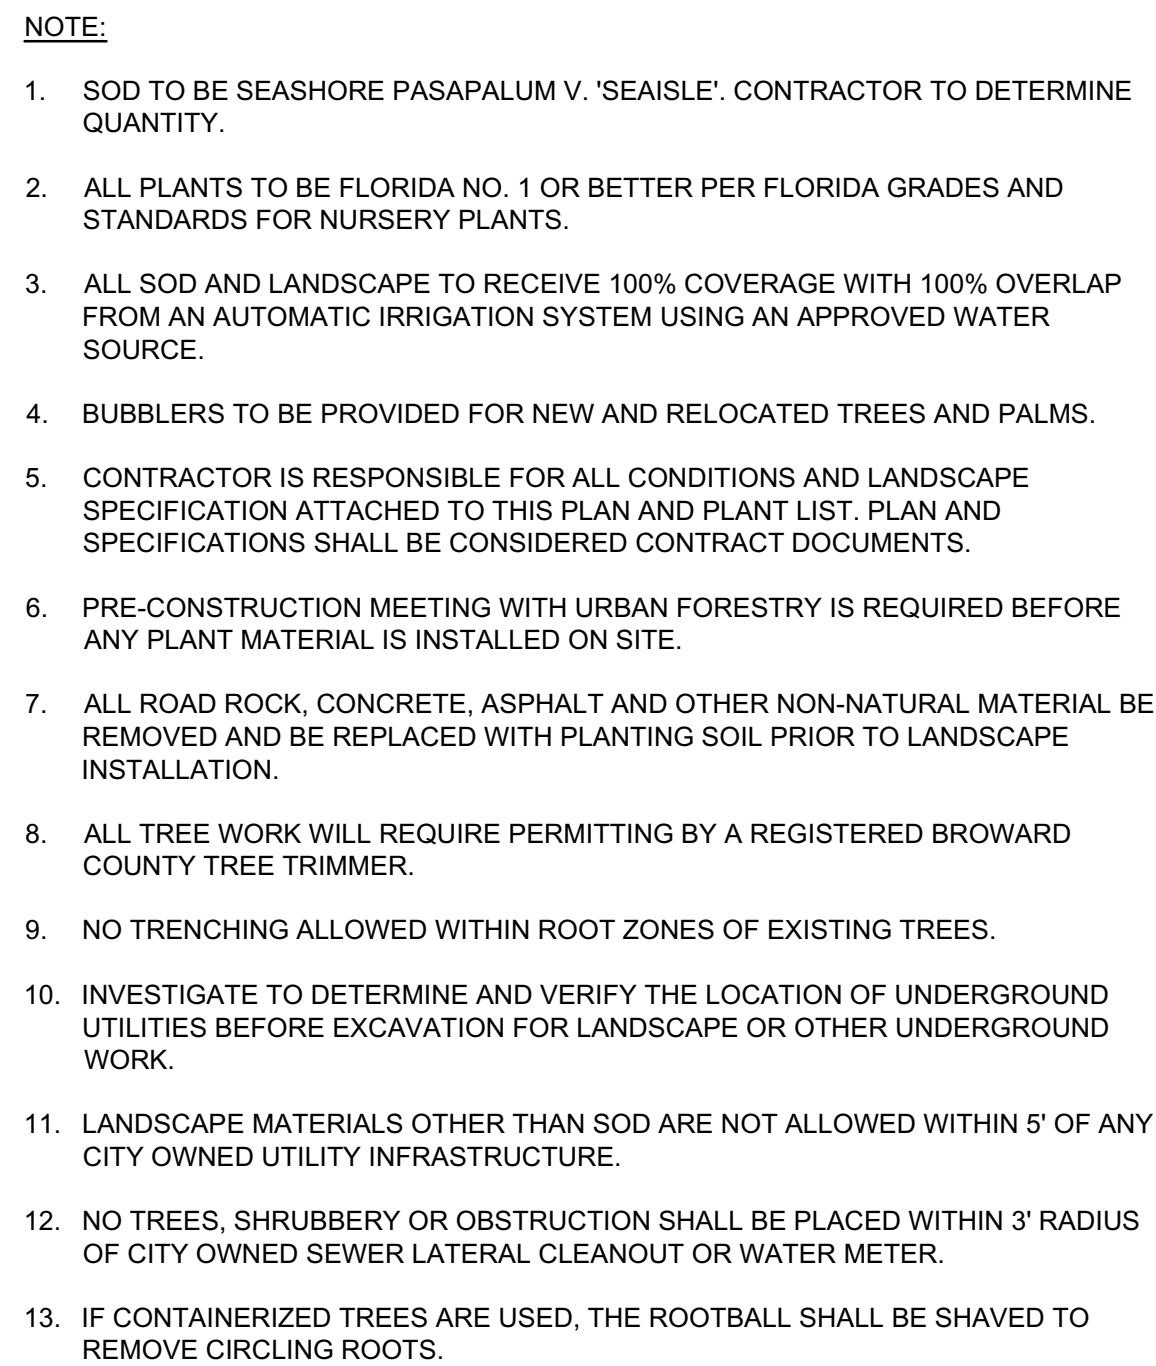 NOTE:
1. SOD TO BE SEASHORE PASAPALUM V. 'SEAISLE'. CONTRACTOR TO DETERMINE
QUANTITY.
2. ALL PLANTS TO BE FLORIDA NO. 1 OR BETTER PER FLORIDA GRADES AND
STANDARDS FOR NURSERY PLANTS.
3. ALL SOD AND LANDSCAPE TO RECEIVE 100% COVERAGE WITH 100% OVERLAP
FROM AN AUTOMATIC IRRIGATION SYSTEM USING AN APPROVED WATER
SOURCE.
4. BUBBLERS TO BE PROVIDED FOR NEW AND RELOCATED TREES AND PALMS.
5. CONTRACTOR IS RESPONSIBLE FOR ALL CONDITIONS AND LANDSCAPE
SPECIFICATION ATTACHED TO THIS PLAN AND PLANT LIST. PLAN AND
SPECIFICATIONS SHALL BE CONSIDERED CONTRACT DOCUMENTS.
6. PRE-CONSTRUCTION MEETING WITH URBAN FORESTRY IS REQUIRED BEFORE
ANY PLANT MATERIAL IS INSTALLED ON SITE.
7. ALL ROAD ROCK, CONCRETE, ASPHALT AND OTHER NON-NATURAL MATERIAL BE
REMOVED AND BE REPLACED WITH PLANTING SOIL PRIOR TO LANDSCAPE
INSTALLATION.
8. ALL TREE WORK WILL REQUIRE PERMITTING BY A REGISTERED BROWARD
COUNTY TREE TRIMMER.
9. NO TRENCHING ALLOWED WITHIN ROOT ZONES OF EXISTING TREES.
10. INVESTIGATE TO DETERMINE AND VERIFY THE LOCATION OF UNDERGROUND
UTILITIES BEFORE EXCAVATION FOR LANDSCAPE OR OTHER UNDERGROUND
WORK.
11. LANDSCAPE MATERIALS OTHER THAN SOD ARE NOT ALLOWED WITHIN 5' OF ANY
CITY OWNED UTILITY INFRASTRUCTURE.
12. NO TREES, SHRUBBERY OR OBSTRUCTION SHALL BE PLACED WITHIN 3' RADIUS
OF CITY OWNED SEWER LATERAL CLEANOUT OR WATER METER.
13. IF CONTAINERIZED TREES ARE USED, THE ROOTBALL SHALL BE SHAVED TO
REMOVE CIRCLING ROOTS.